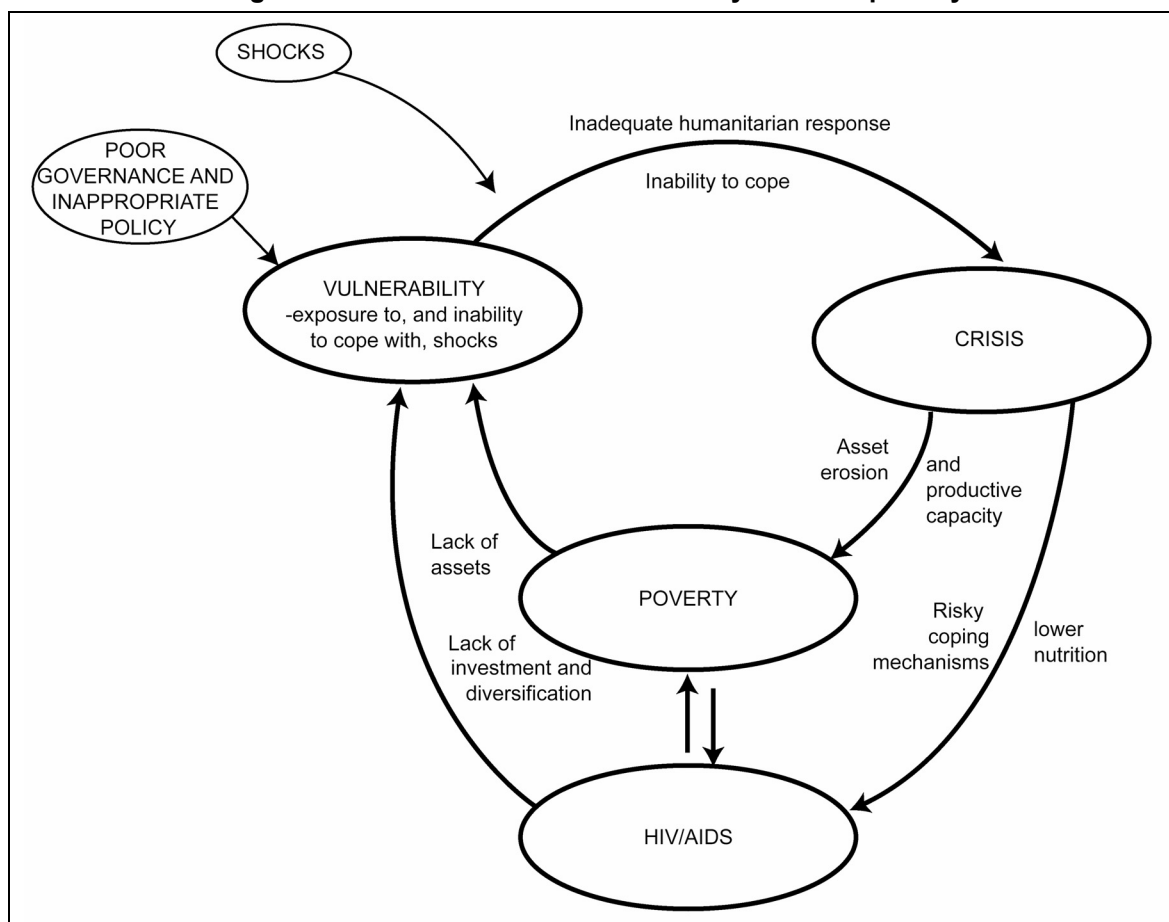 SHOCKS
POOR
GOVERNANCE AND
INAPPROPRIATE
POLICY
Inadequate humanitarian response
Inability to cope
VULNERABILITY
-exposure to, and inability
to cope with, shocks
CRISIS
Asset
erosion
and
productive
capacity
Lack of
assets
POVERTY
Risky
coping
mechanisms
lower
nutrition
Lack of
investment and
diversification
HIV/AIDS